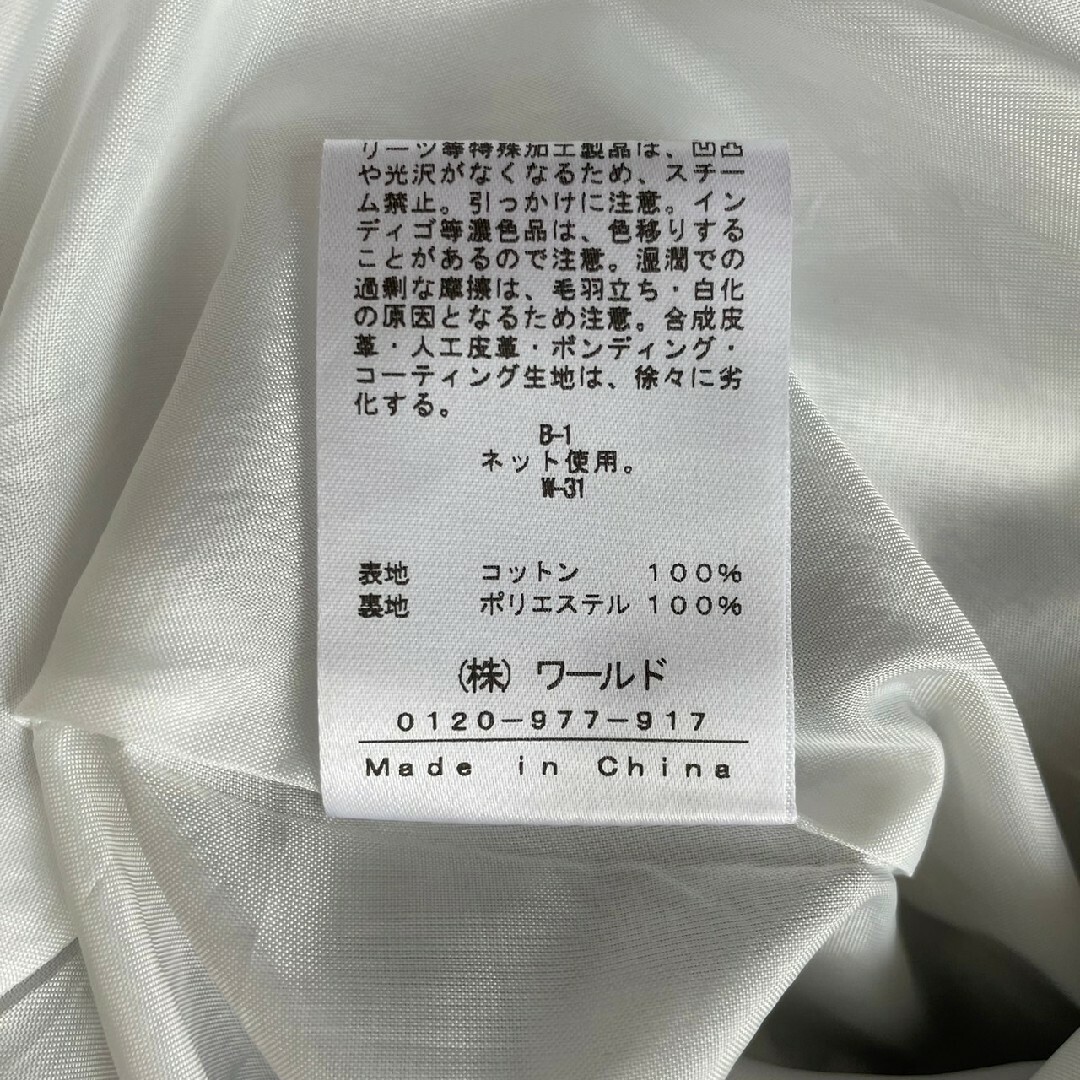 リーツ等特殊加工製品は、凹凸
や光沢がなくなるため、スチー
ム禁止。引っかけに注意。イン
ディゴ等濃色品は、色移りする
ことがあるので注意。湿潤での
過剰な摩擦は、毛羽立ち・白化
の原因となるため注意。合成皮
革・人工皮革・ボンディング・
コーティング生地は、徐々に劣
化する。
B-1
ネット使用。
W-31
表地 コットン 100%
裏地 ポリエステル 100%
(株) ワールド
0120-977-917
Made in China